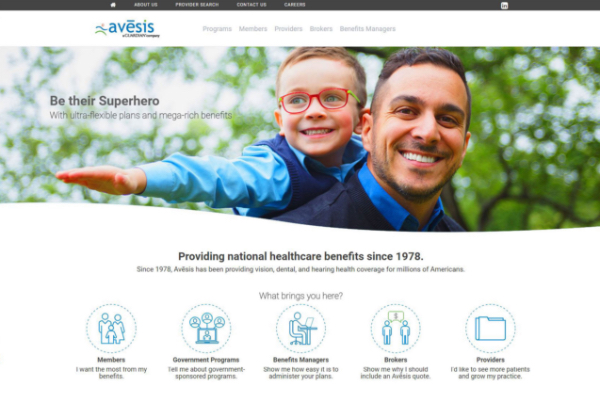 ABOUT US PROVIDER SEARCH CONTACT US CAREERS
avēsis
a GUARDIAN company
Programs Members Providers Brokers Benefits Managers
Be their Superhero
With ultra-flexible plans and mega-rich benefits
Providing national healthcare benefits since 1978.
Since 1978, Avēsis has been providing vision, dental, and hearing health coverage for millions of Americans.
What brings you here?
Members
I want the most from my
benefits.
Government Programs
Tell me about government-
sponsored programs.
Benefits Managers
Show me how easy it is to
administer your plans.
Brokers
Show me why I should
include an Avēsis quote.
Providers
I'd like to see more patients
and grow my practice.